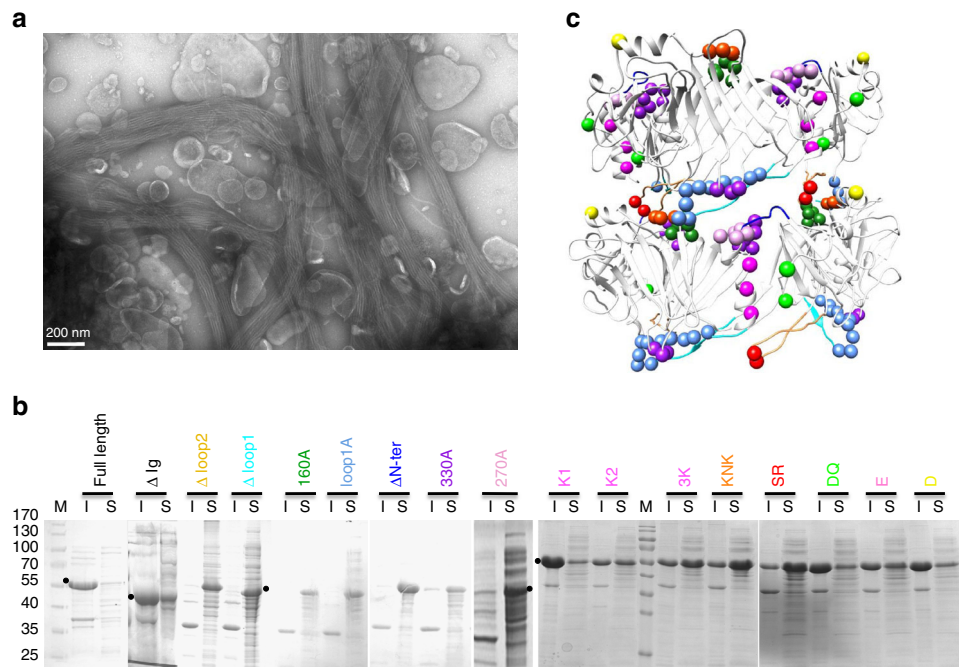 a
200 nm
c
b
Full length
Δ Ig
Δ loop2
Δ loop1
160A
loop1A
ΔN-ter
330A
270A
K1
K2
3K
KNK
SR
DQ
E
D
M I S I S I S I S I S I S I S I S I S I S I S M I S I S I S I S I S I S
170
130
100
70
55
40
35
25